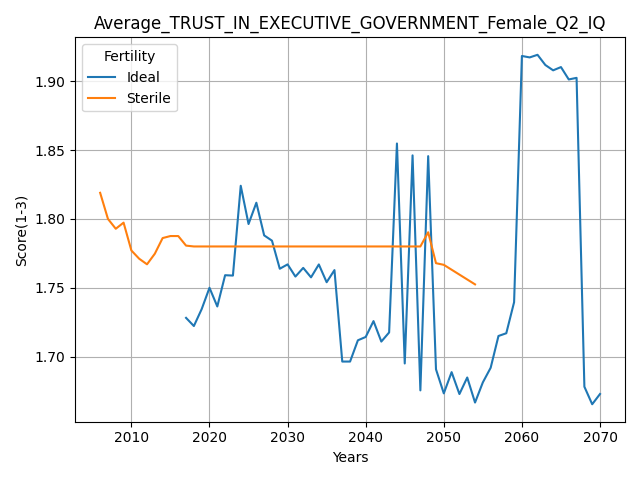 Average_TRUST_IN_EXECUTIVE_GOVERNMENT_Female_Q2_IQ
Fertility
Ideal
Sterile
1.90
1.85
1.80
1.75
1.70
Score(1-3)
2010
2020
2030
2040
2050
2060
2070
Years